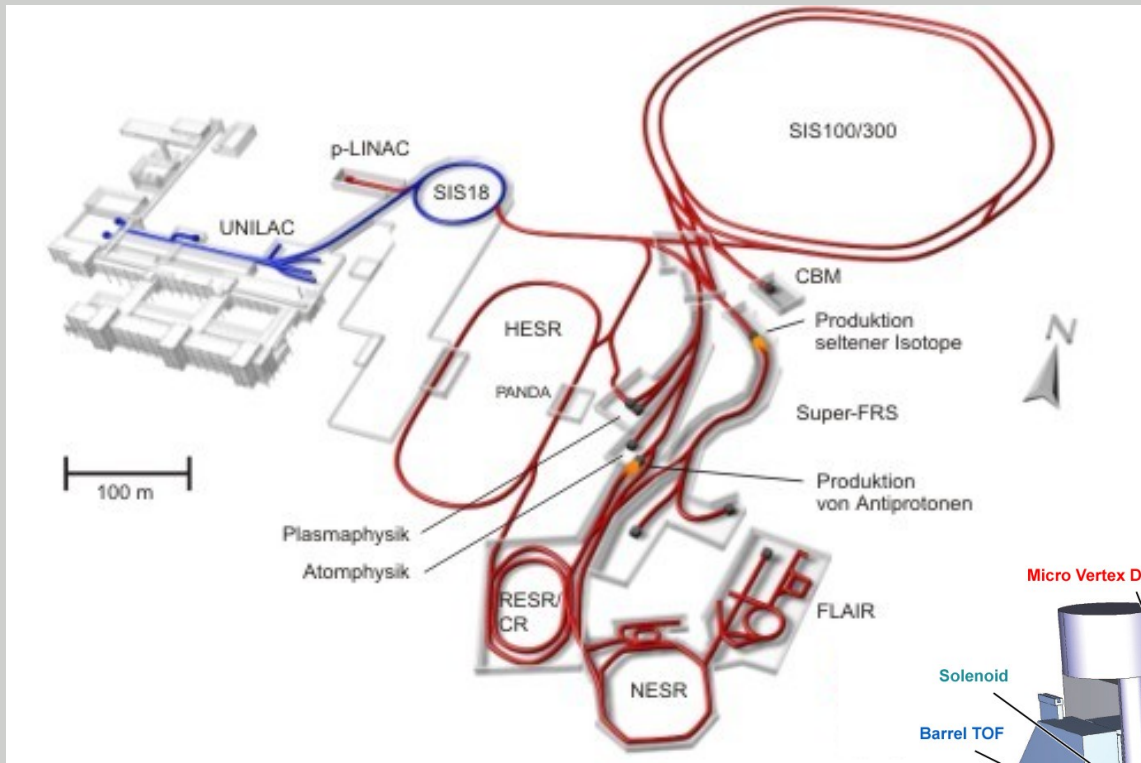 SIS100/300
p-LINAC
SIS18
UNILAC
CBM
HESR
Produktion
seltener Isotope
N
PANDA
Super-FRS
100 m
Produktion
von Antiprotonen
Plasmaphysik
Atomphysik
RESR/
CR
FLAIR
NESR
Micro Vertex D
Solenoid
Barrel TOF